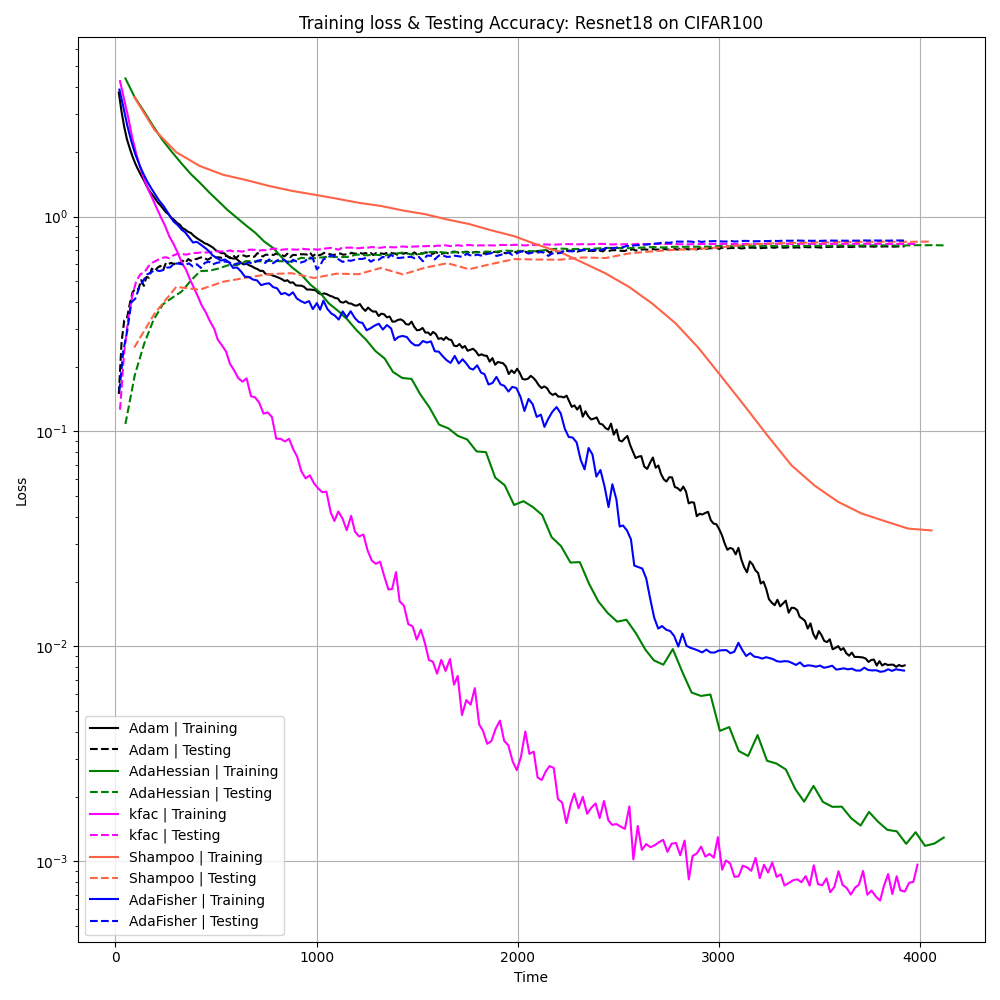 Training loss & Testing Accuracy: Resnet18 on CIFAR100
10⁰
10⁻¹
10⁻²
10⁻³
Loss
Adam | Training
Adam | Testing
AdaHessian | Training
AdaHessian | Testing
kfac | Training
kfac | Testing
Shampoo | Training
Shampoo | Testing
AdaFisher | Training
AdaFisher | Testing
0 1000 2000 3000 4000
Time